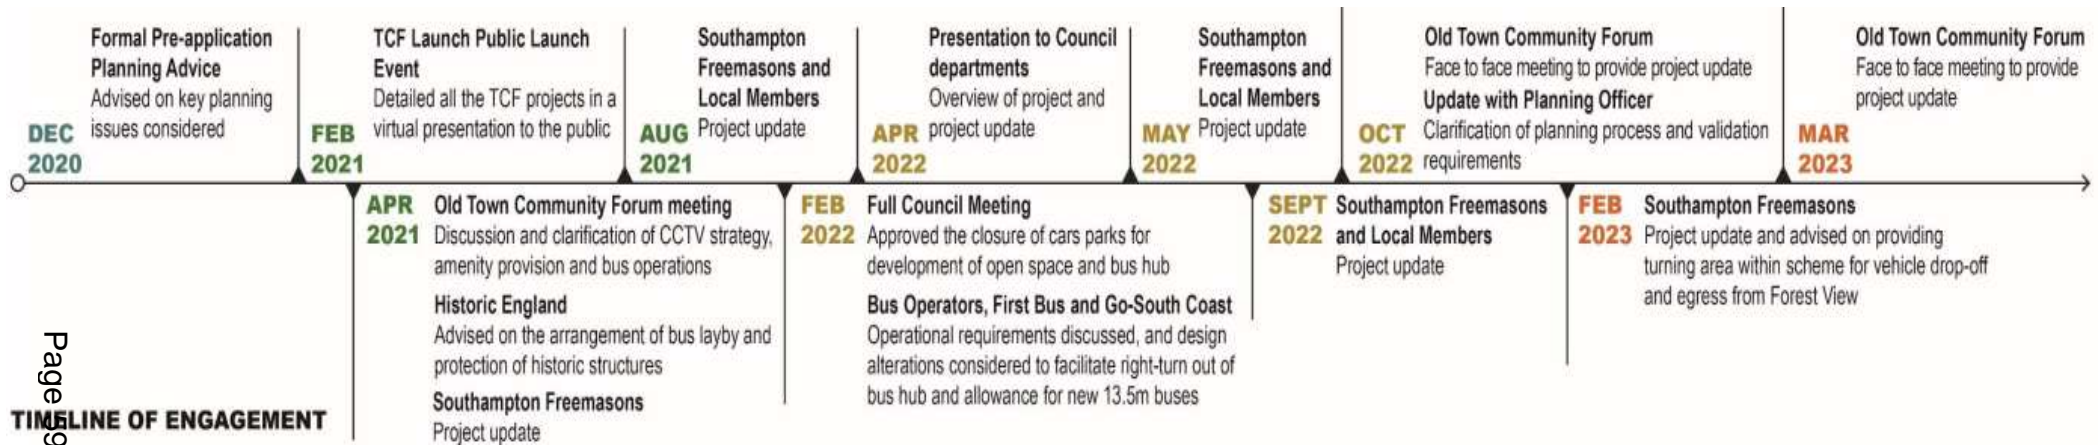 DEC
2020
Formal Pre-application
Planning Advice
Advised on key planning
issues considered
FEB
2021
TCF Launch Public Launch
Event
Detailed all the TCF projects in a
virtual presentation to the public
AUG
2021
Southampton
Freemasons and
Local Members
Project update
APR
2022
Presentation to Council
departments
Overview of project and
project update
MAY
2022
Southampton
Freemasons and
Local Members
Project update
OCT
2022
Old Town Community Forum
Face to face meeting to provide project update
Update with Planning Officer
Clarification of planning process and validation
requirements
MAR
2023
Old Town Community Forum
Face to face meeting to provide
project update
APR
2021
Old Town Community Forum meeting
Discussion and clarification of CCTV strategy,
amenity provision and bus operations
Historic England
Advised on the arrangement of bus layby and
protection of historic structures
Southampton Freemasons
Project update
FEB
2022
Full Council Meeting
Approved the closure of cars parks for
development of open space and bus hub
Bus Operators, First Bus and Go-South Coast
Operational requirements discussed, and design
alterations considered to facilitate right-turn out of
bus hub and allowance for new 13.5m buses
SEPT
2022
Southampton Freemasons
and Local Members
Project update
FEB
2023
Southampton Freemasons
Project update and advised on providing
turning area within scheme for vehicle drop-off
and egress from Forest View
TIMELINE OF ENGAGEMENT
Page